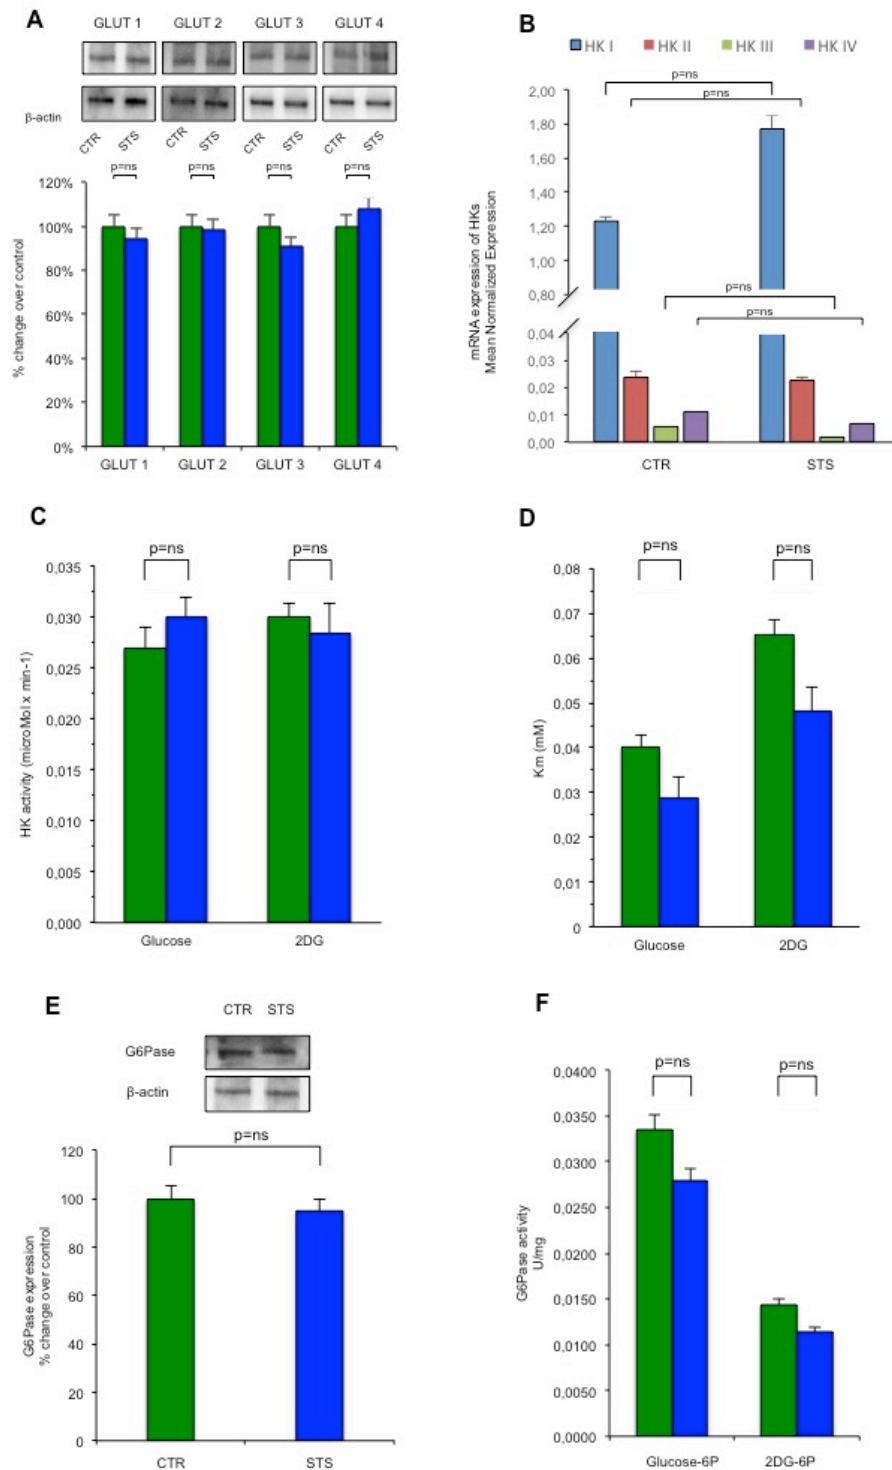 A
GLUT 1 GLUT 2 GLUT 3 GLUT 4
β-actin
CTR STS CTR STS CTR STS CTR STS
p=ns p=ns p=ns p=ns
% change over control
120%
100%
80%
60%
40%
20%
0%
GLUT 1 GLUT 2 GLUT 3 GLUT 4
B
HK I HK II HK III HK IV
p=ns
p=ns
mRNA expression of HKs
Mean Normalized Expression
2,00
1,80
1,60
1,40
1,20
1,00
0,80
p=ns
p=ns
0,04
0,03
0,02
0,01
0,00
CTR STS
C
p=ns p=ns
HK activity (microMol x min-1)
0,035
0,030
0,025
0,020
0,015
0,010
0,005
0,000
Glucose 2DG
D
p=ns p=ns
Km (mM)
0,08
0,07
0,06
0,05
0,04
0,03
0,02
0,01
0
Glucose 2DG
E
CTR STS
G6Pase
β-actin
p=ns
G6Pase expression
% change over control
120
100
80
60
40
20
0
CTR STS
F
p=ns p=ns
G6Pase activity
U/mg
0,0400
0,0350
0,0300
0,0250
0,0200
0,0150
0,0100
0,0050
0,0000
Glucose-6P 2DG-6P